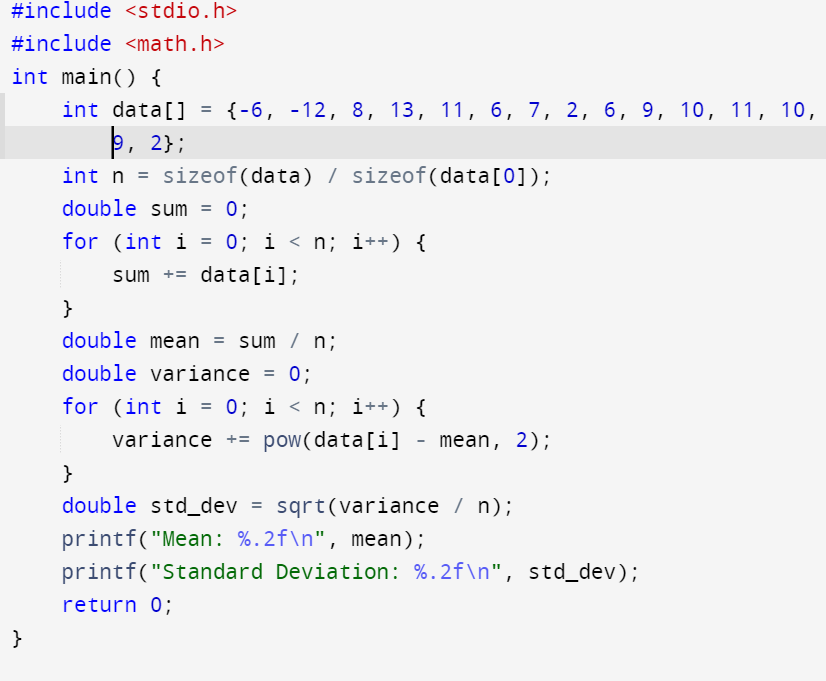 #include <stdio.h>
#include <math.h>
int main() {
    int data[] = {-6, -12, 8, 13, 11, 6, 7, 2, 6, 9, 10, 11, 10,
        9, 2};
    int n = sizeof(data) / sizeof(data[0]);
    double sum = 0;
    for (int i = 0; i < n; i++) {
        sum += data[i];
    }
    double mean = sum / n;
    double variance = 0;
    for (int i = 0; i < n; i++) {
        variance += pow(data[i] - mean, 2);
    }
    double std_dev = sqrt(variance / n);
    printf("Mean: %.2f\n", mean);
    printf("Standard Deviation: %.2f\n", std_dev);
    return 0;
}